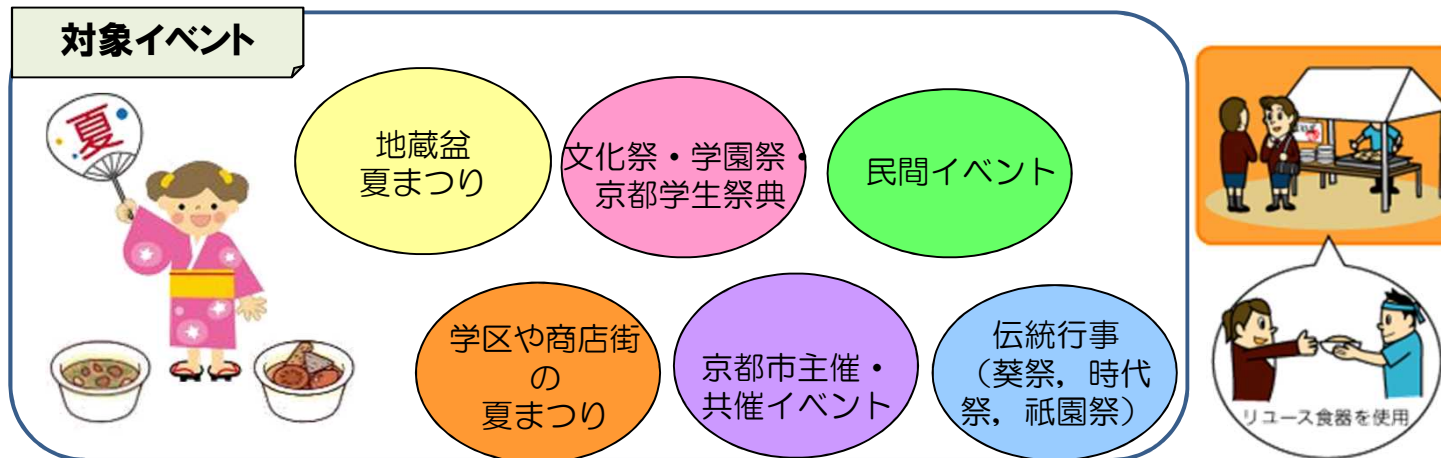 対象イベント
夏
地蔵盆
夏まつり
文化祭・学園祭・
京都学生祭典
民間イベント
学区や商店街
の
夏まつり
京都市主催・
共催イベント
伝統行事
（葵祭，時代
祭，祇園祭）
リユース食器を使用